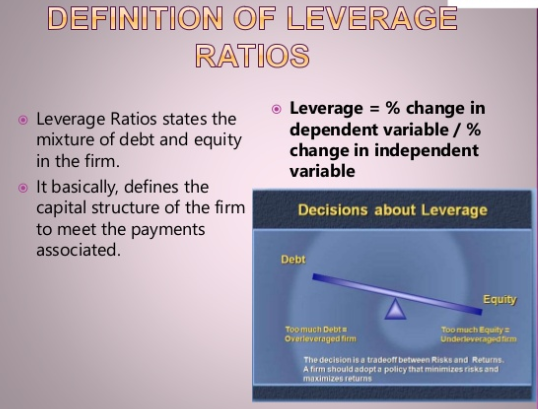 DEFINITION OF LEVERAGE
RATIOS
Leverage Ratios states the
mixture of debt and equity
in the firm.
It basically, defines the
capital structure of the firm
to meet the payments
associated.
Leverage = % change in
dependent variable / %
change in independent
variable
Decisions about Leverage
Debt
Equity
Too much Debt =
Overleveraged firm
Too much Equity =
Underleveraged firm
The decision is a tradeoff between Risks and Returns.
A firm should adopt a policy that minimizes risks and
maximizes returns